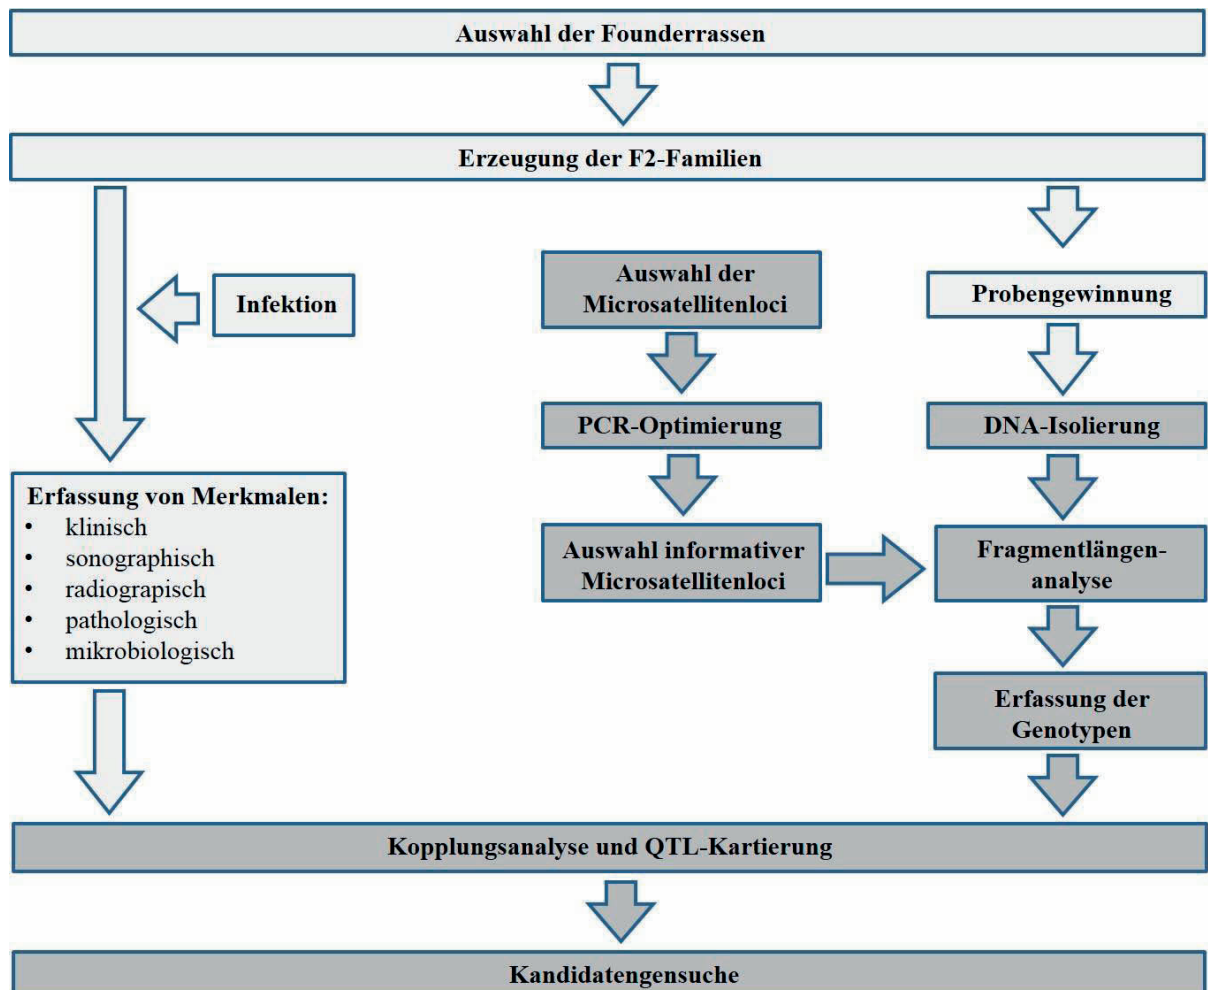 Auswahl der Founderrassen
Erzeugung der F2-Familien
Infektion
Auswahl der
Microsatellitenloci
Probengewinnung
PCR-Optimierung
DNA-Isolierung
Erfassung von Merkmalen:
• klinisch
• sonographisch
• radiograpisch
• pathologisch
• mikrobiologisch
Auswahl informativer
Microsatellitenloci
Fragmentlängen-
analyse
Erfassung der
Genotypen
Kopplungsanalyse und QTL-Kartierung
Kandidatengensuche